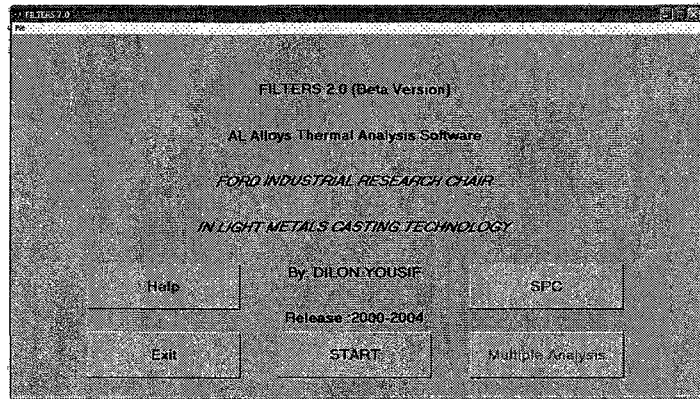 FILTERS 2.0
File
FILTERS 2.0 (Beta Version)
AL Alloys Thermal Analysis Software
FORD INDUSTRIAL RESEARCH CHAIR
IN LIGHT METALS CASTING TECHNOLOGY
By: DILON YOUSIF
Help
SPC
Release :2000-2004
Exit
START
Multiple Analysis